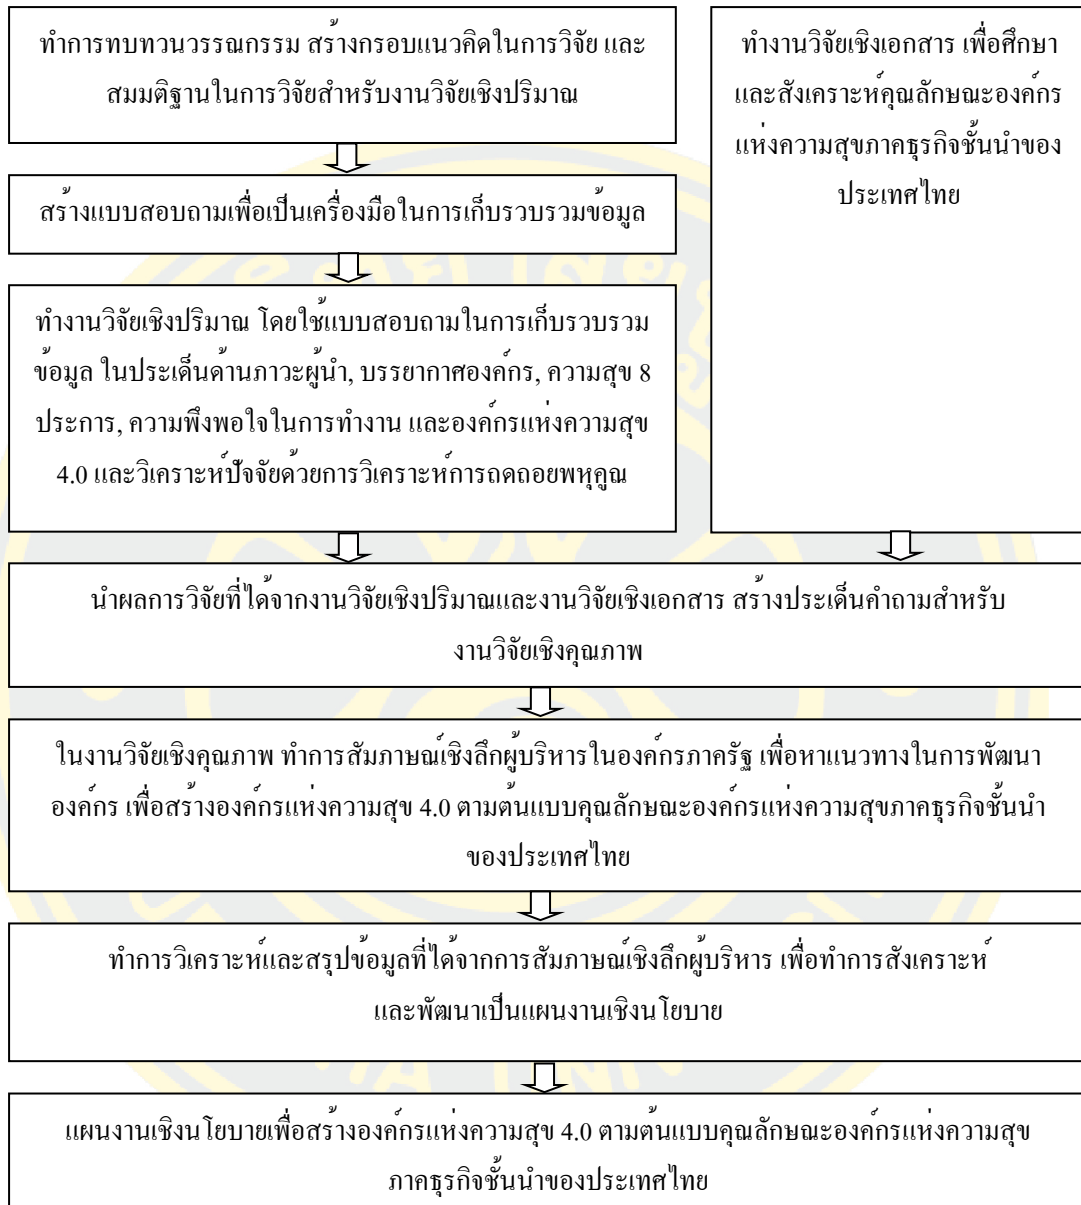 ทำการทบทวนวรรณกรรม สร้างกรอบแนวคิดในการวิจัย และ
สมมติฐานในการวิจัยสำหรับงานวิจัยเชิงปริมาณ
สร้างแบบสอบถามเพื่อเป็นเครื่องมือในการเก็บรวบรวมข้อมูล
ทำงานวิจัยเชิงปริมาณ โดยใช้แบบสอบถามในการเก็บรวบรวม
ข้อมูล ในประเด็นด้านภาวะผู้นำ, บรรยากาศองค์กร, ความสุข 8
ประการ, ความพึงพอใจในการทำงาน และองค์กรแห่งความสุข
4.0 และวิเคราะห์ปัจจัยด้วยการวิเคราะห์การถดถอยพหุคูณ
ทำงานวิจัยเชิงเอกสาร เพื่อศึกษา
และสังเคราะห์คุณลักษณะองค์กร
แห่งความสุขภาคธุรกิจชั้นนำของ
ประเทศไทย
นำผลการวิจัยที่ได้จากงานวิจัยเชิงปริมาณและงานวิจัยเชิงเอกสาร สร้างประเด็นคำถามสำหรับ
งานวิจัยเชิงคุณภาพ
ในงานวิจัยเชิงคุณภาพ ทำการสัมภาษณ์เชิงลึกผู้บริหารในองค์กรภาครัฐ เพื่อหาแนวทางในการพัฒนา
องค์กร เพื่อสร้างองค์กรแห่งความสุข 4.0 ตามต้นแบบคุณลักษณะองค์กรแห่งความสุขภาคธุรกิจชั้นนำ
ของประเทศไทย
ทำการวิเคราะห์และสรุปข้อมูลที่ได้จากการสัมภาษณ์เชิงลึกผู้บริหาร เพื่อทำการสังเคราะห์
และพัฒนาเป็นแผนงานเชิงนโยบาย
แผนงานเชิงนโยบายเพื่อสร้างองค์กรแห่งความสุข 4.0 ตามต้นแบบคุณลักษณะองค์กรแห่งความสุข
ภาคธุรกิจชั้นนำของประเทศไทย